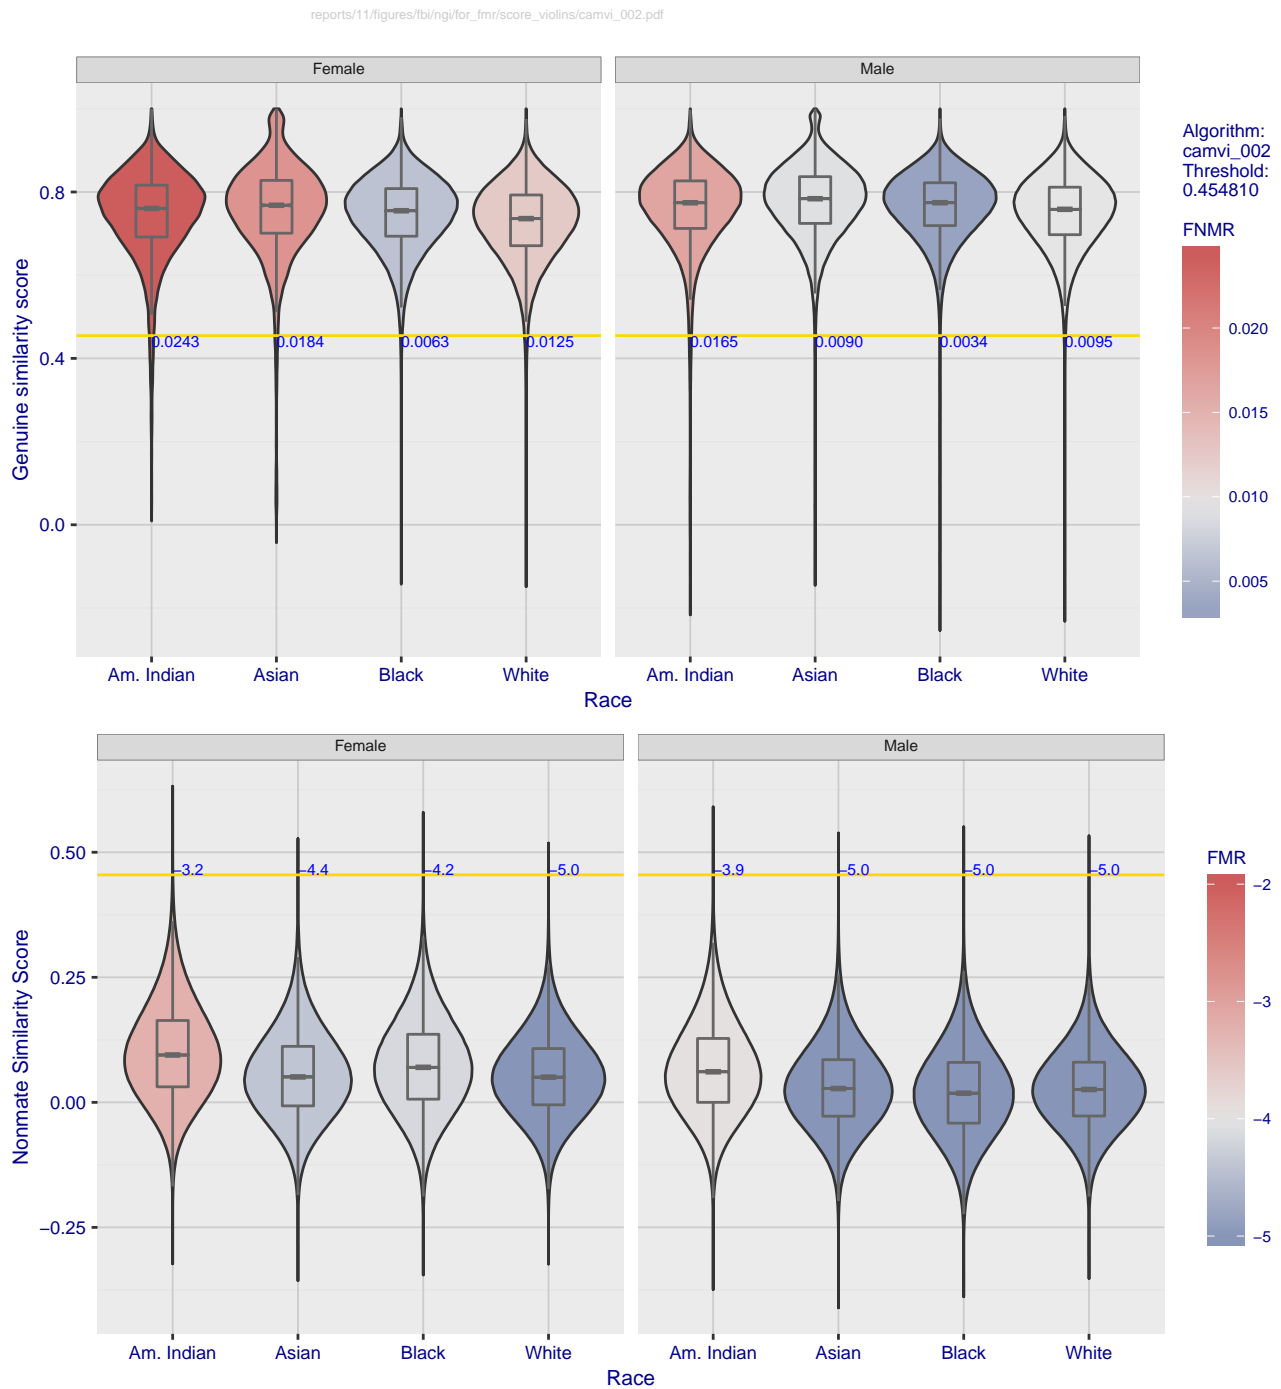 reports/11/figures/fbi/ngi/for_fmr/score_violins/camvi_002.pdf
Female
Male
Genuine similarity score
0.8
0.4
0.0
0.0243
0.0184
0.0063
0.0125
0.0165
0.0090
0.0034
0.0095
Am. Indian
Asian
Black
White
Am. Indian
Asian
Black
White
Race
Algorithm:
camvi_002
Threshold:
0.454810
FNMR
0.020
0.015
0.010
0.005
Female
Male
Nonmate Similarity Score
0.50
0.25
0.00
−0.25
−3.2
−4.4
−4.2
−5.0
−3.9
−5.0
−5.0
−5.0
Am. Indian
Asian
Black
White
Am. Indian
Asian
Black
White
Race
FMR
−2
−3
−4
−5